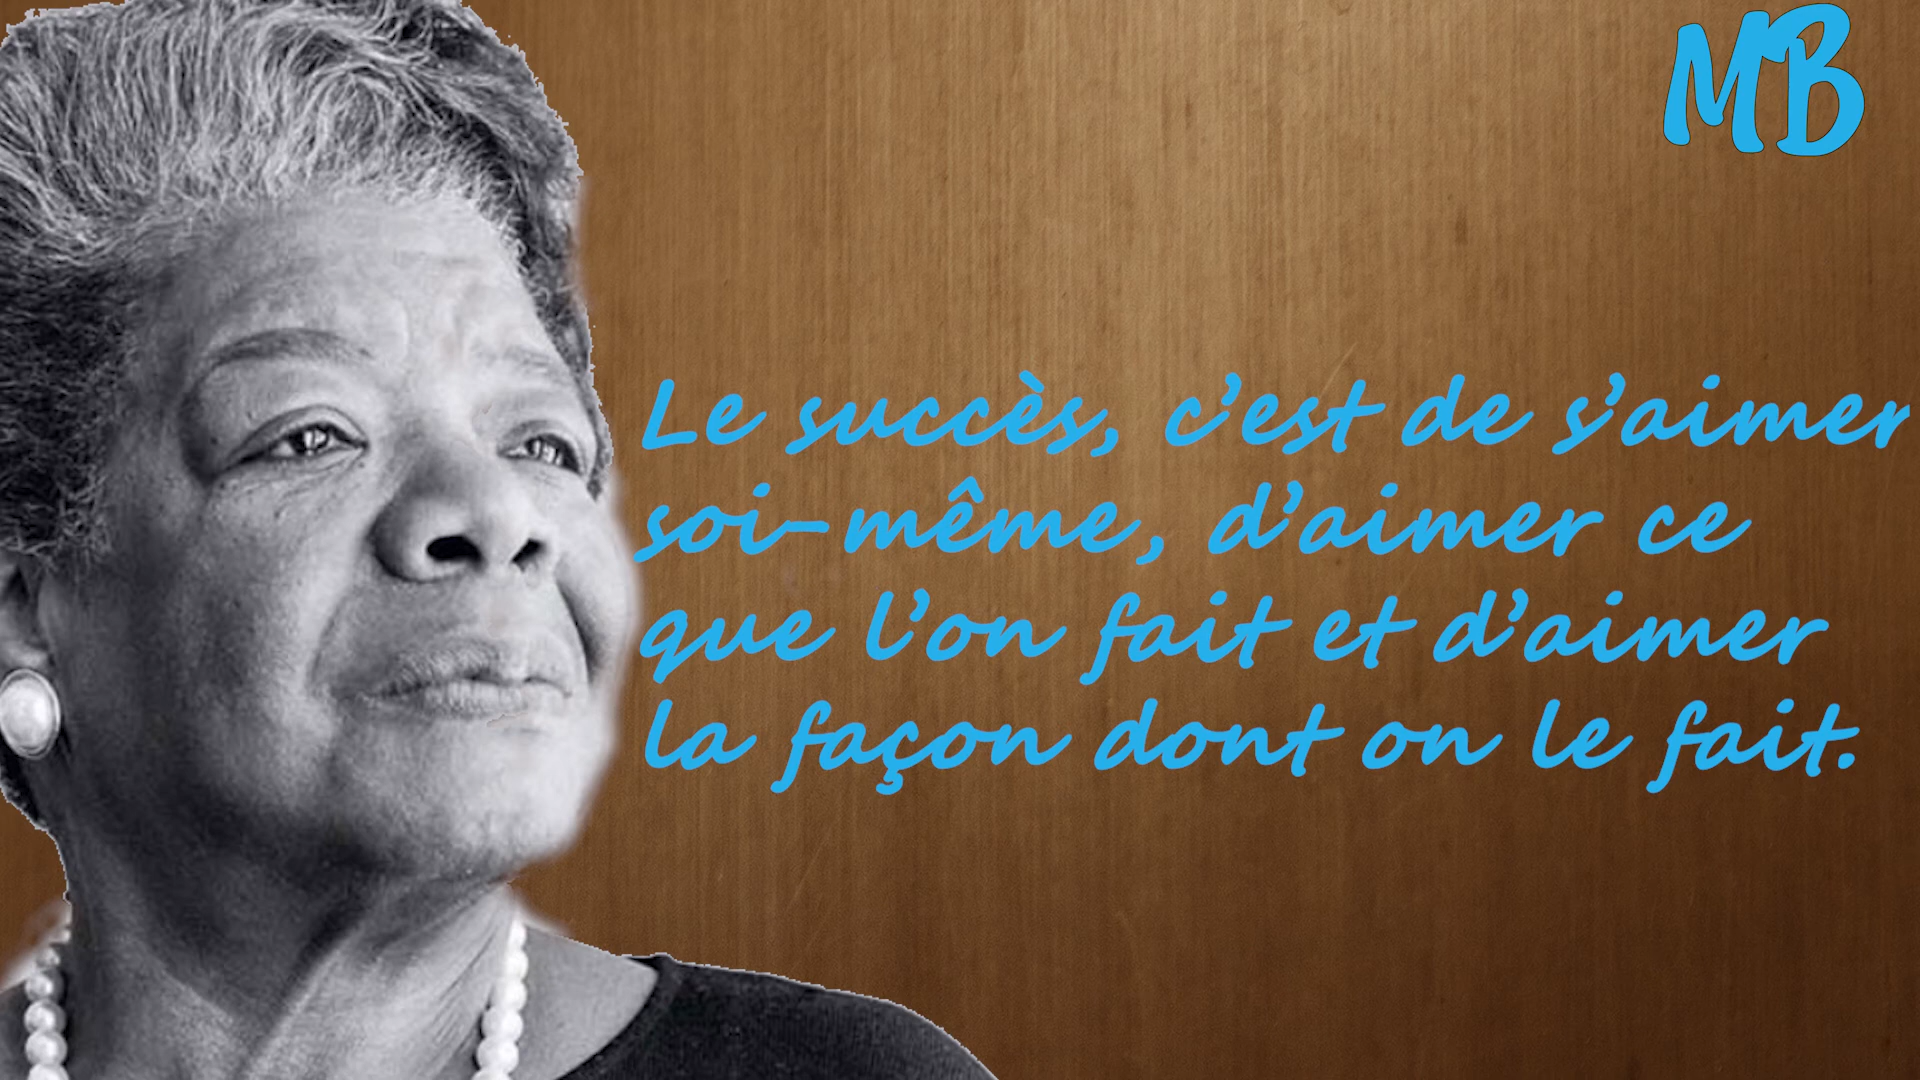 MB
Le succès, c'est de s'aimer
soi-même, d'aimer ce
que l'on fait et d'aimer
la façon dont on le fait.